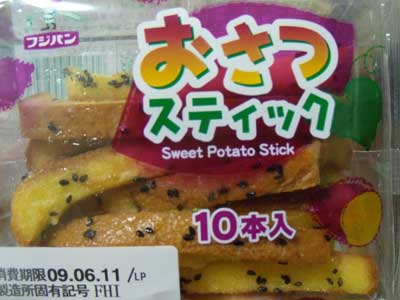 フジパン
おさつ
スティック
Sweet Potato Stick
10本入
消費期限09.06.11/LP
製造所固有記号 FHI